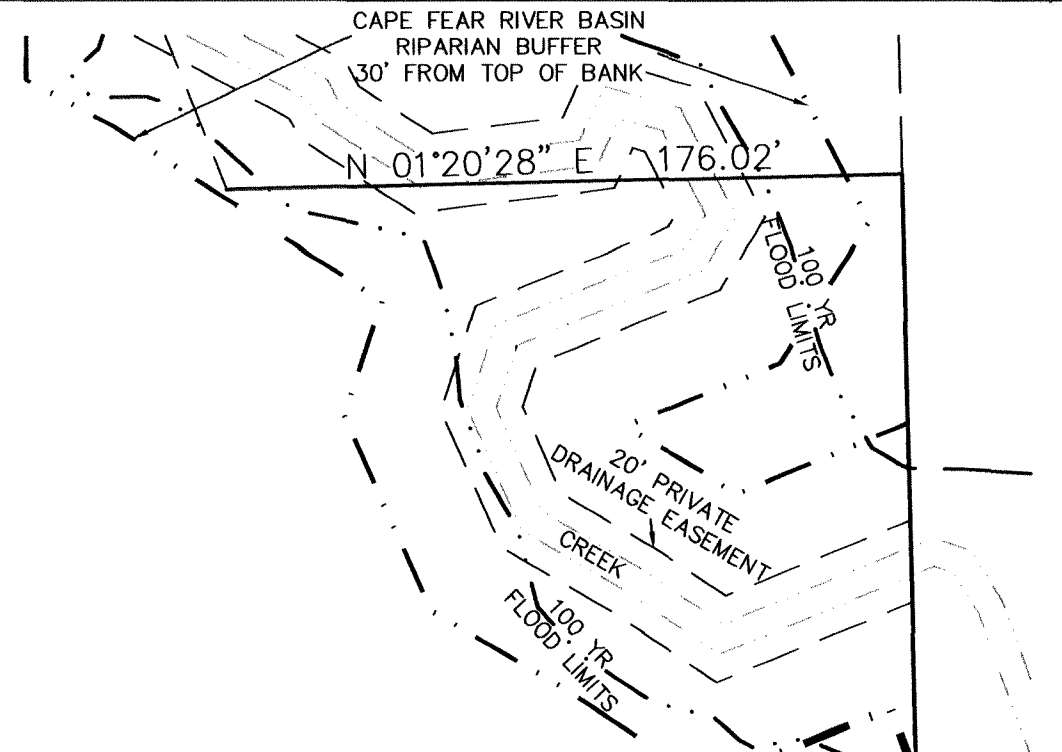 CAPE FEAR RIVER BASIN
RIPARIAN BUFFER
30' FROM TOP OF BANK
N 01°20'28" E 176.02'
100 YR
FLOOD LIMITS
20' PRIVATE
DRAINAGE EASEMENT
CREEK
100 YR
FLOOD LIMITS